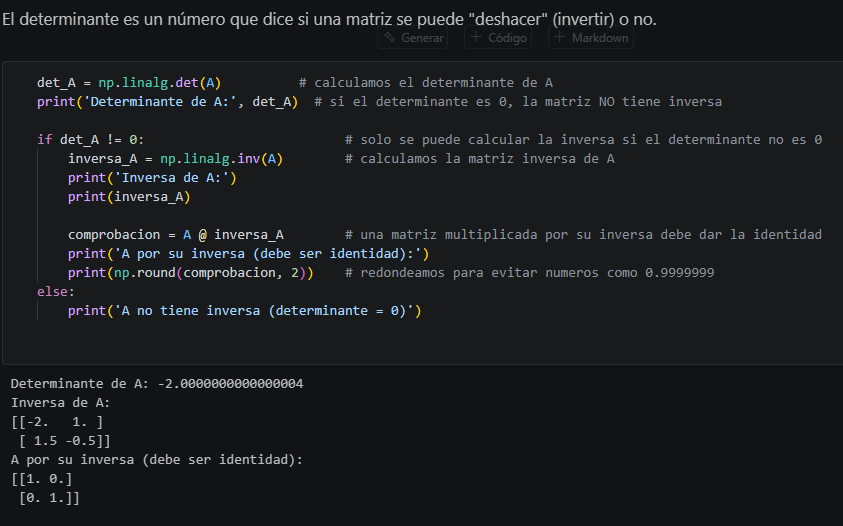 El determinante es un número que dice si una matriz se puede "deshacer" (invertir) o no.
Generar + Código + Markdown
det_A = np.linalg.det(A) # calculamos el determinante de A
print('Determinante de A:', det_A) # si el determinante es 0, la matriz NO tiene inversa
if det_A != 0: # solo se puede calcular la inversa si el determinante no es 0
inversa_A = np.linalg.inv(A) # calculamos la matriz inversa de A
print('Inversa de A:')
print(inversa_A)
comprobacion = A @ inversa_A # una matriz multiplicada por su inversa debe dar la identidad
print('A por su inversa (debe ser identidad):')
print(np.round(comprobacion, 2)) # redondeamos para evitar numeros como 0.9999999
else:
print('A no tiene inversa (determinante = 0)')
Determinante de A: -2.0000000000000004
Inversa de A:
[[-2.   1. ]
 [ 1.5 -0.5]]
A por su inversa (debe ser identidad):
[[1. 0.]
 [0. 1.]]